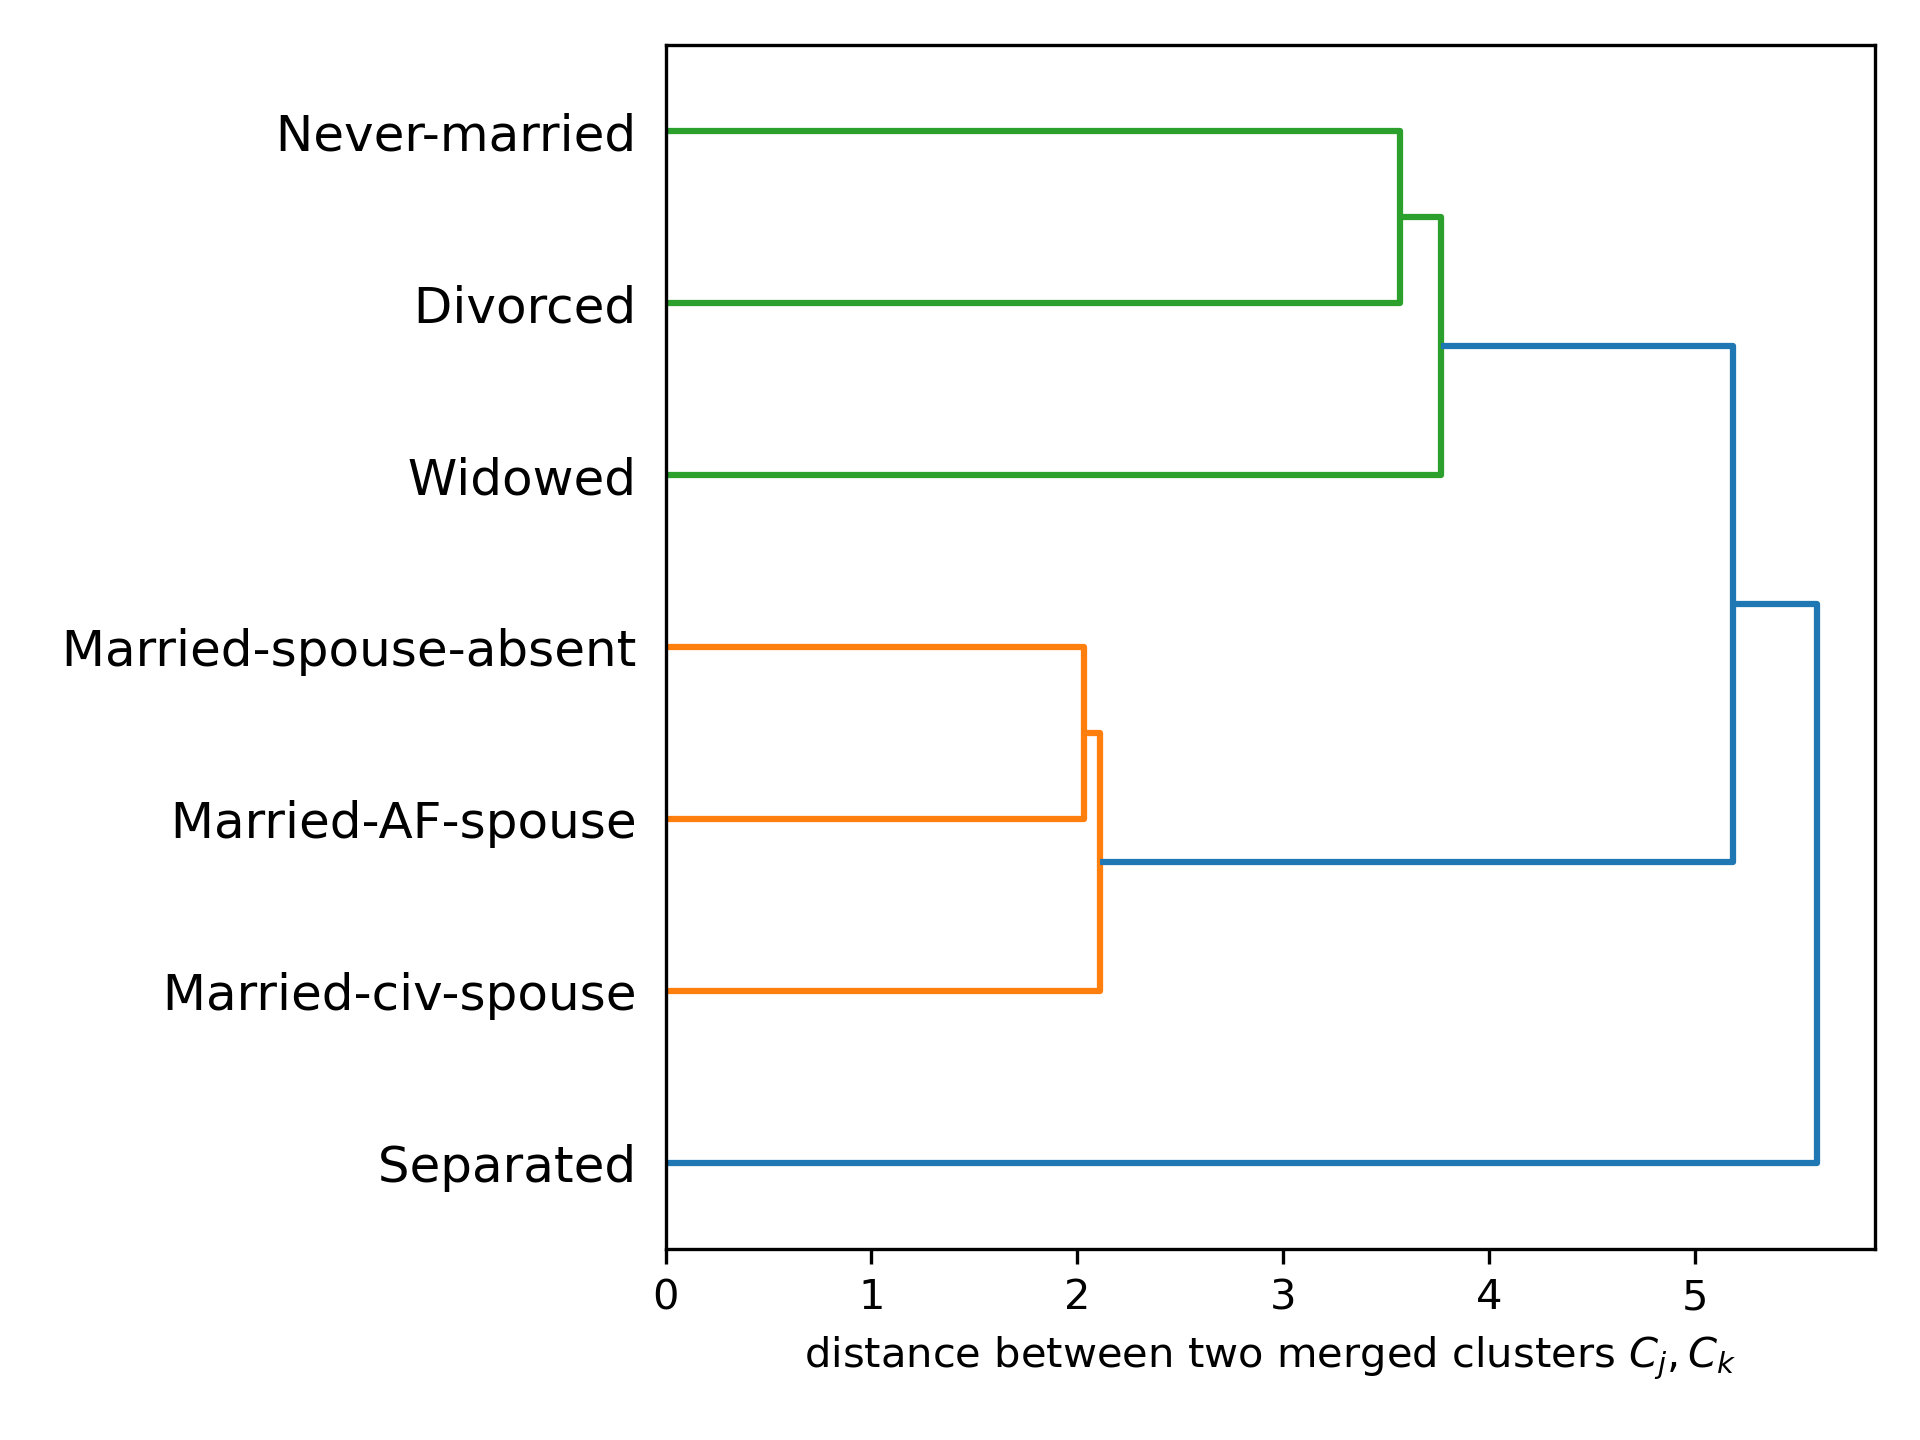 Never-married
Divorced
Widowed
Married-spouse-absent
Married-AF-spouse
Married-civ-spouse
Separated
0 1 2 3 4 5
distance between two merged clusters C_j, C_k